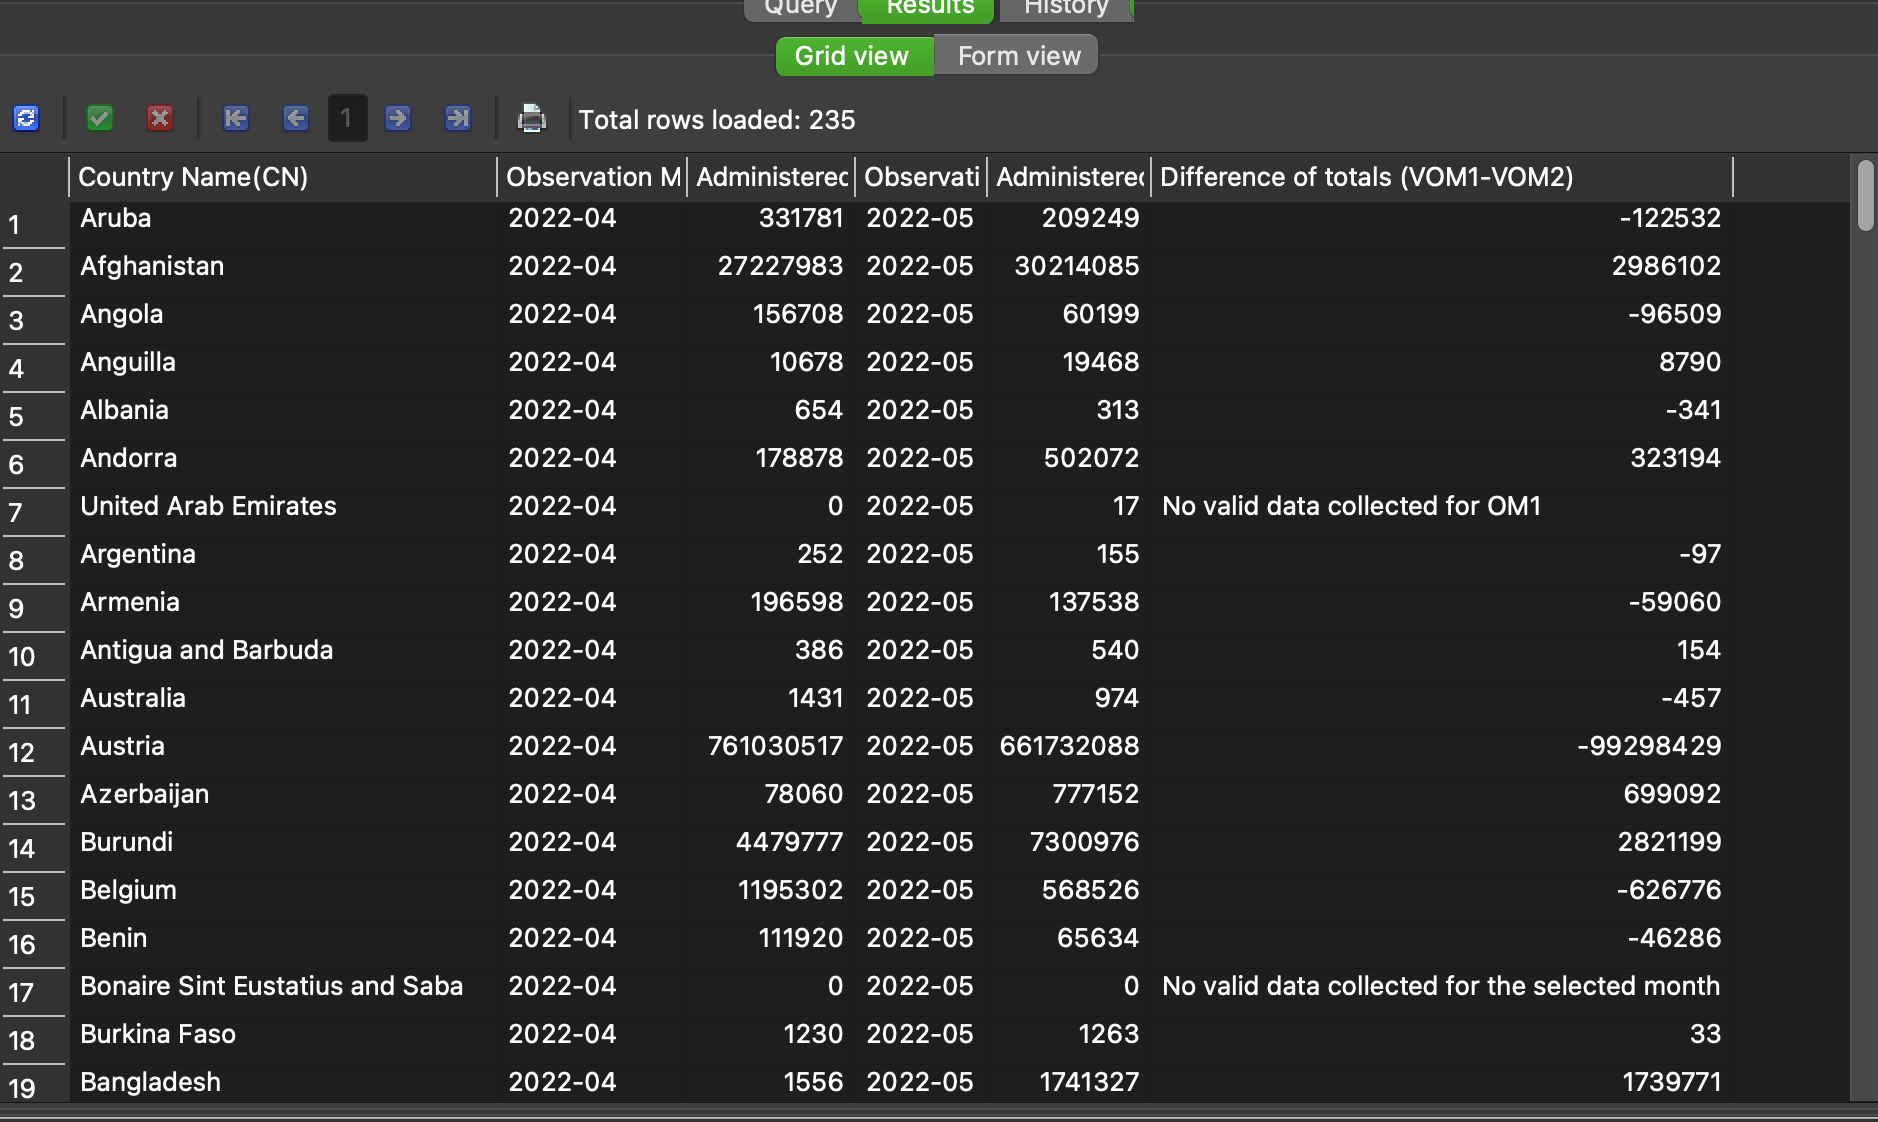 Query Results History
Grid view Form view
1 Total rows loaded: 235
Country Name(CN) Observation M Administered Observati Administered Difference of totals (VOM1-VOM2)
1 Aruba 2022-04 331781 2022-05 209249 -122532
2 Afghanistan 2022-04 27227983 2022-05 30214085 2986102
3 Angola 2022-04 156708 2022-05 60199 -96509
4 Anguilla 2022-04 10678 2022-05 19468 8790
5 Albania 2022-04 654 2022-05 313 -341
6 Andorra 2022-04 178878 2022-05 502072 323194
7 United Arab Emirates 2022-04 0 2022-05 17 No valid data collected for OM1
8 Argentina 2022-04 252 2022-05 155 -97
9 Armenia 2022-04 196598 2022-05 137538 -59060
10 Antigua and Barbuda 2022-04 386 2022-05 540 154
11 Australia 2022-04 1431 2022-05 974 -457
12 Austria 2022-04 761030517 2022-05 661732088 -99298429
13 Azerbaijan 2022-04 78060 2022-05 777152 699092
14 Burundi 2022-04 4479777 2022-05 7300976 2821199
15 Belgium 2022-04 1195302 2022-05 568526 -626776
16 Benin 2022-04 111920 2022-05 65634 -46286
17 Bonaire Sint Eustatius and Saba 2022-04 0 2022-05 0 No valid data collected for the selected month
18 Burkina Faso 2022-04 1230 2022-05 1263 33
19 Bangladesh 2022-04 1556 2022-05 1741327 1739771